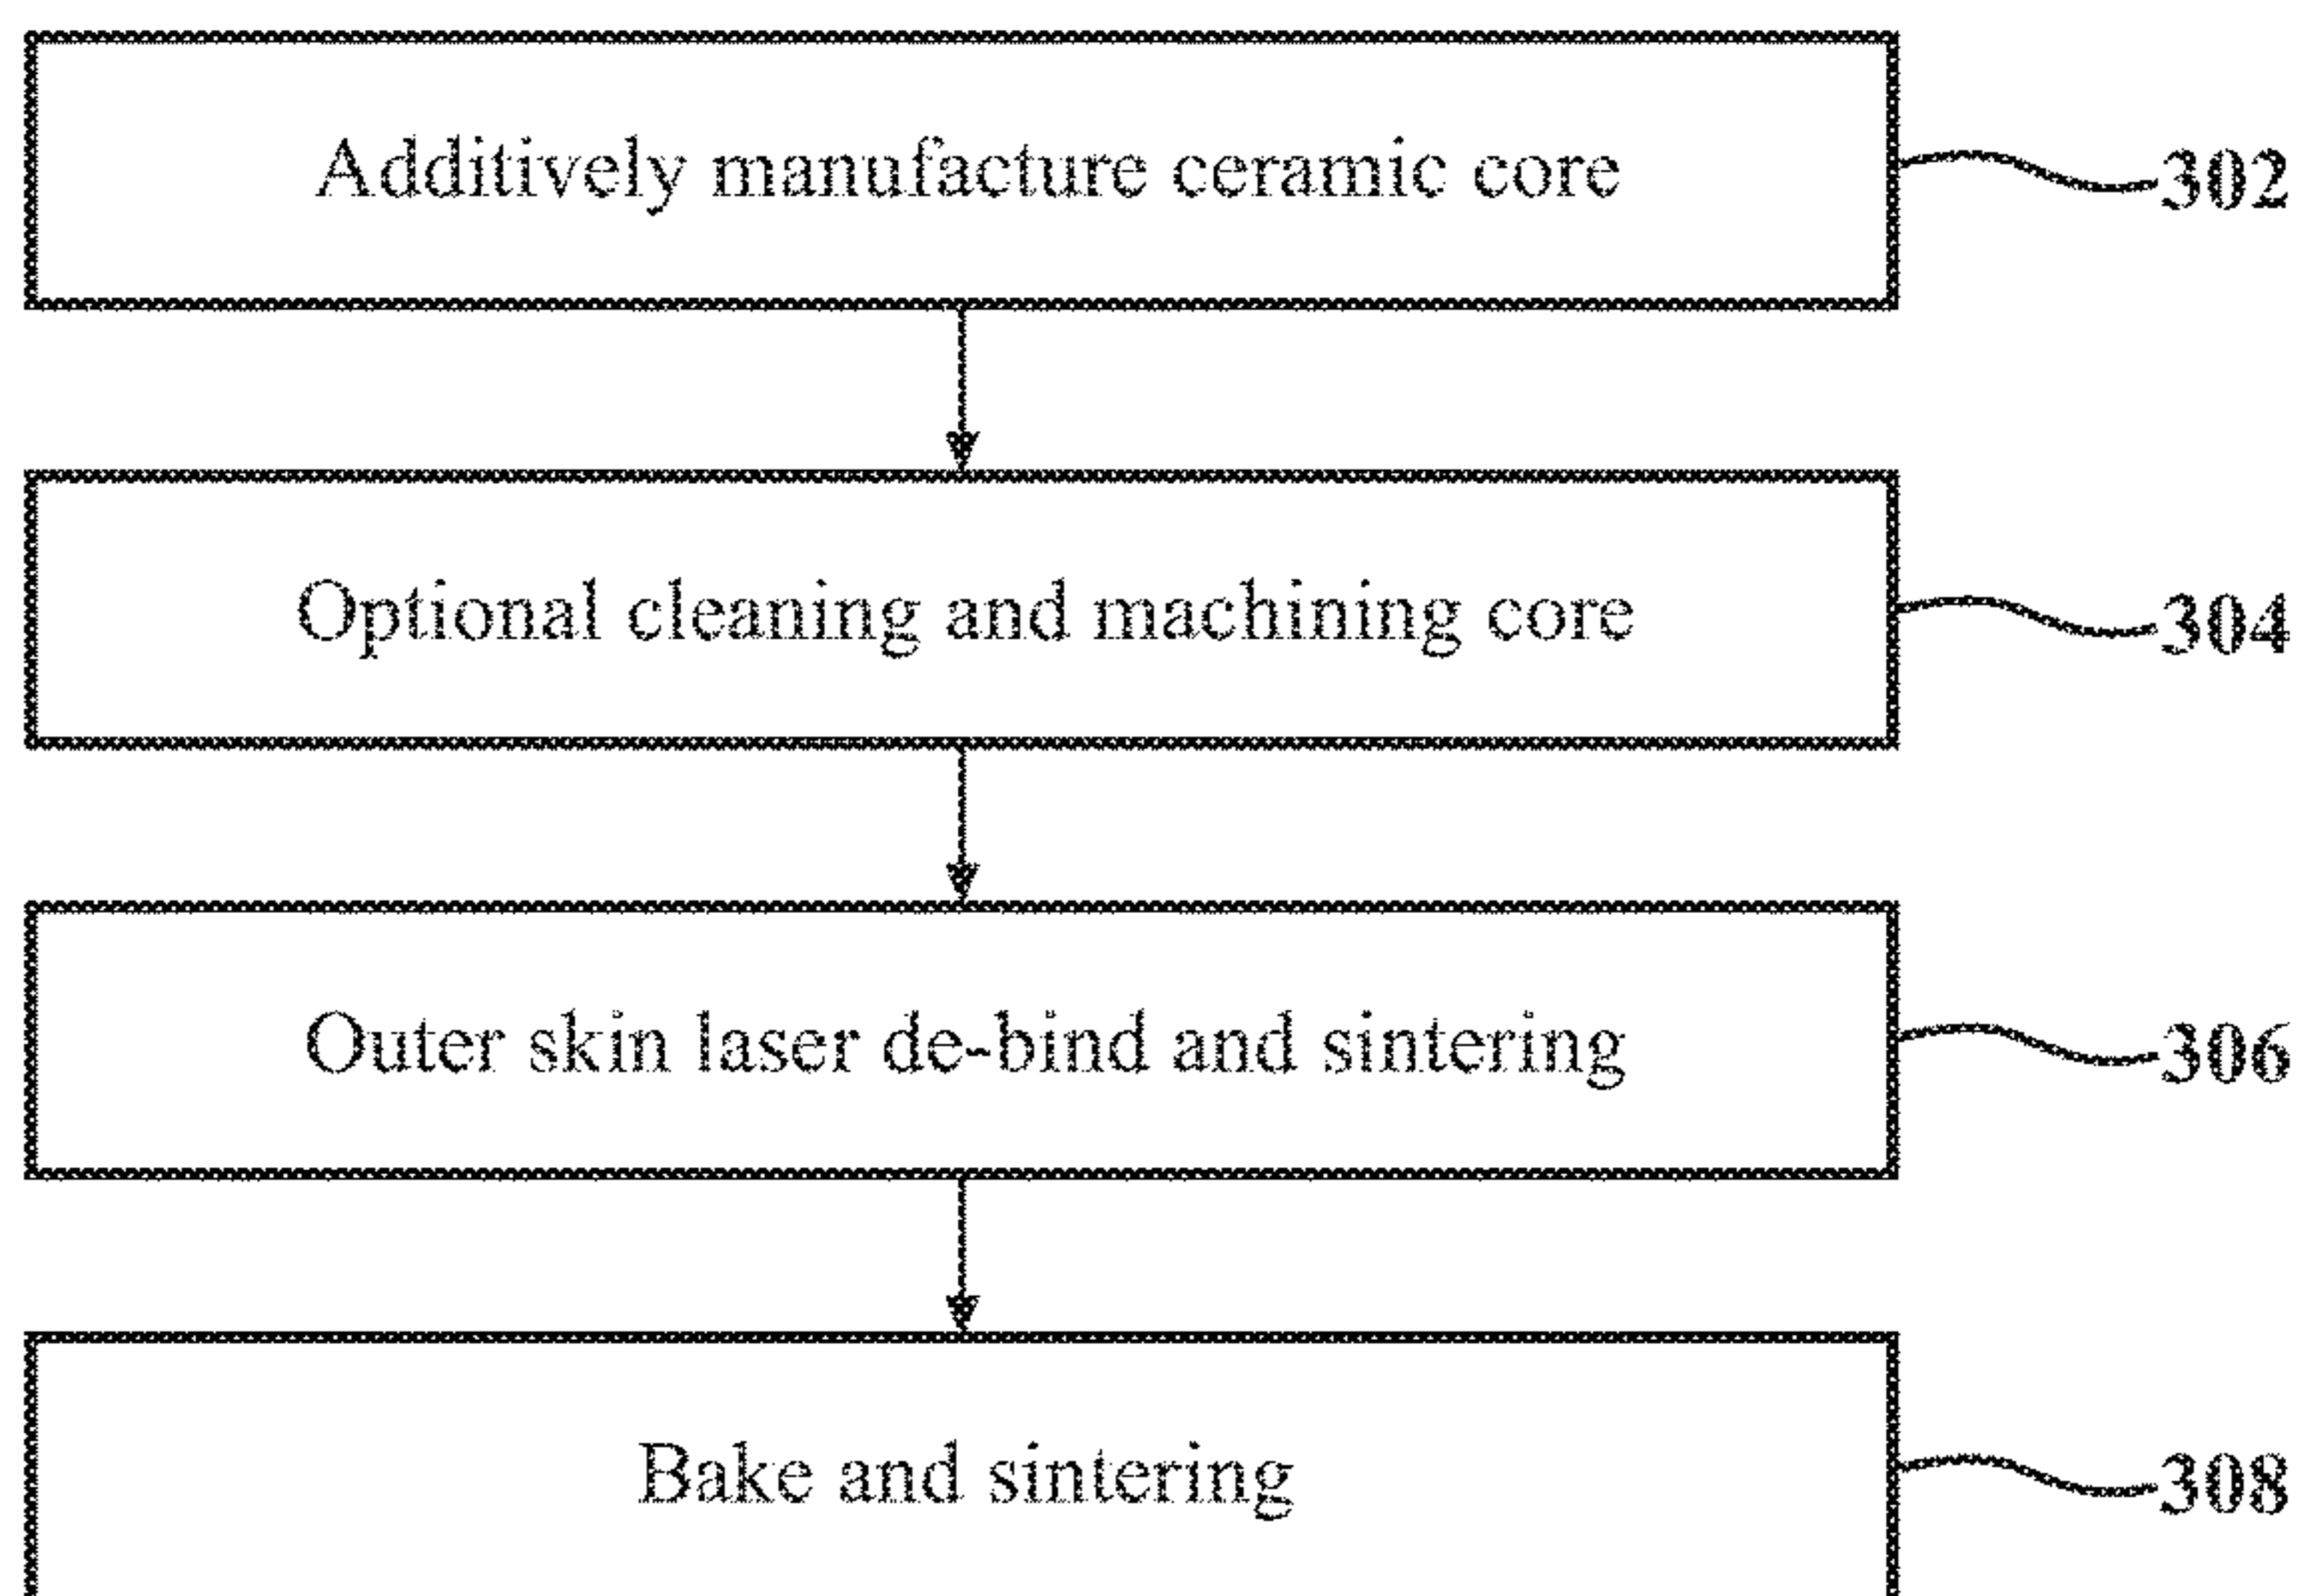 Additively manufacture ceramic core 302
Optional cleaning and machining core 304
Outer skin laser de-bind and sintering 306
Bake and sintering 308